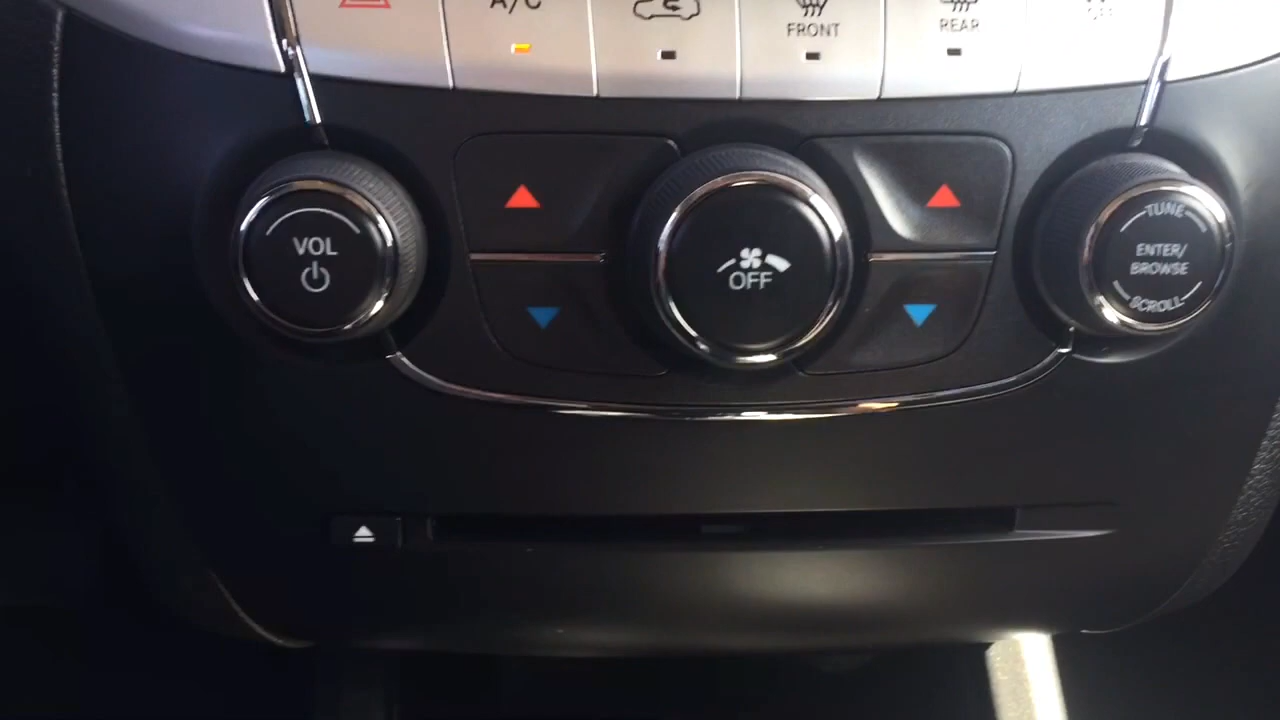 A/C
FRONT
REAR
VOL
OFF
TUNE
ENTER/
BROWSE
SCROLL